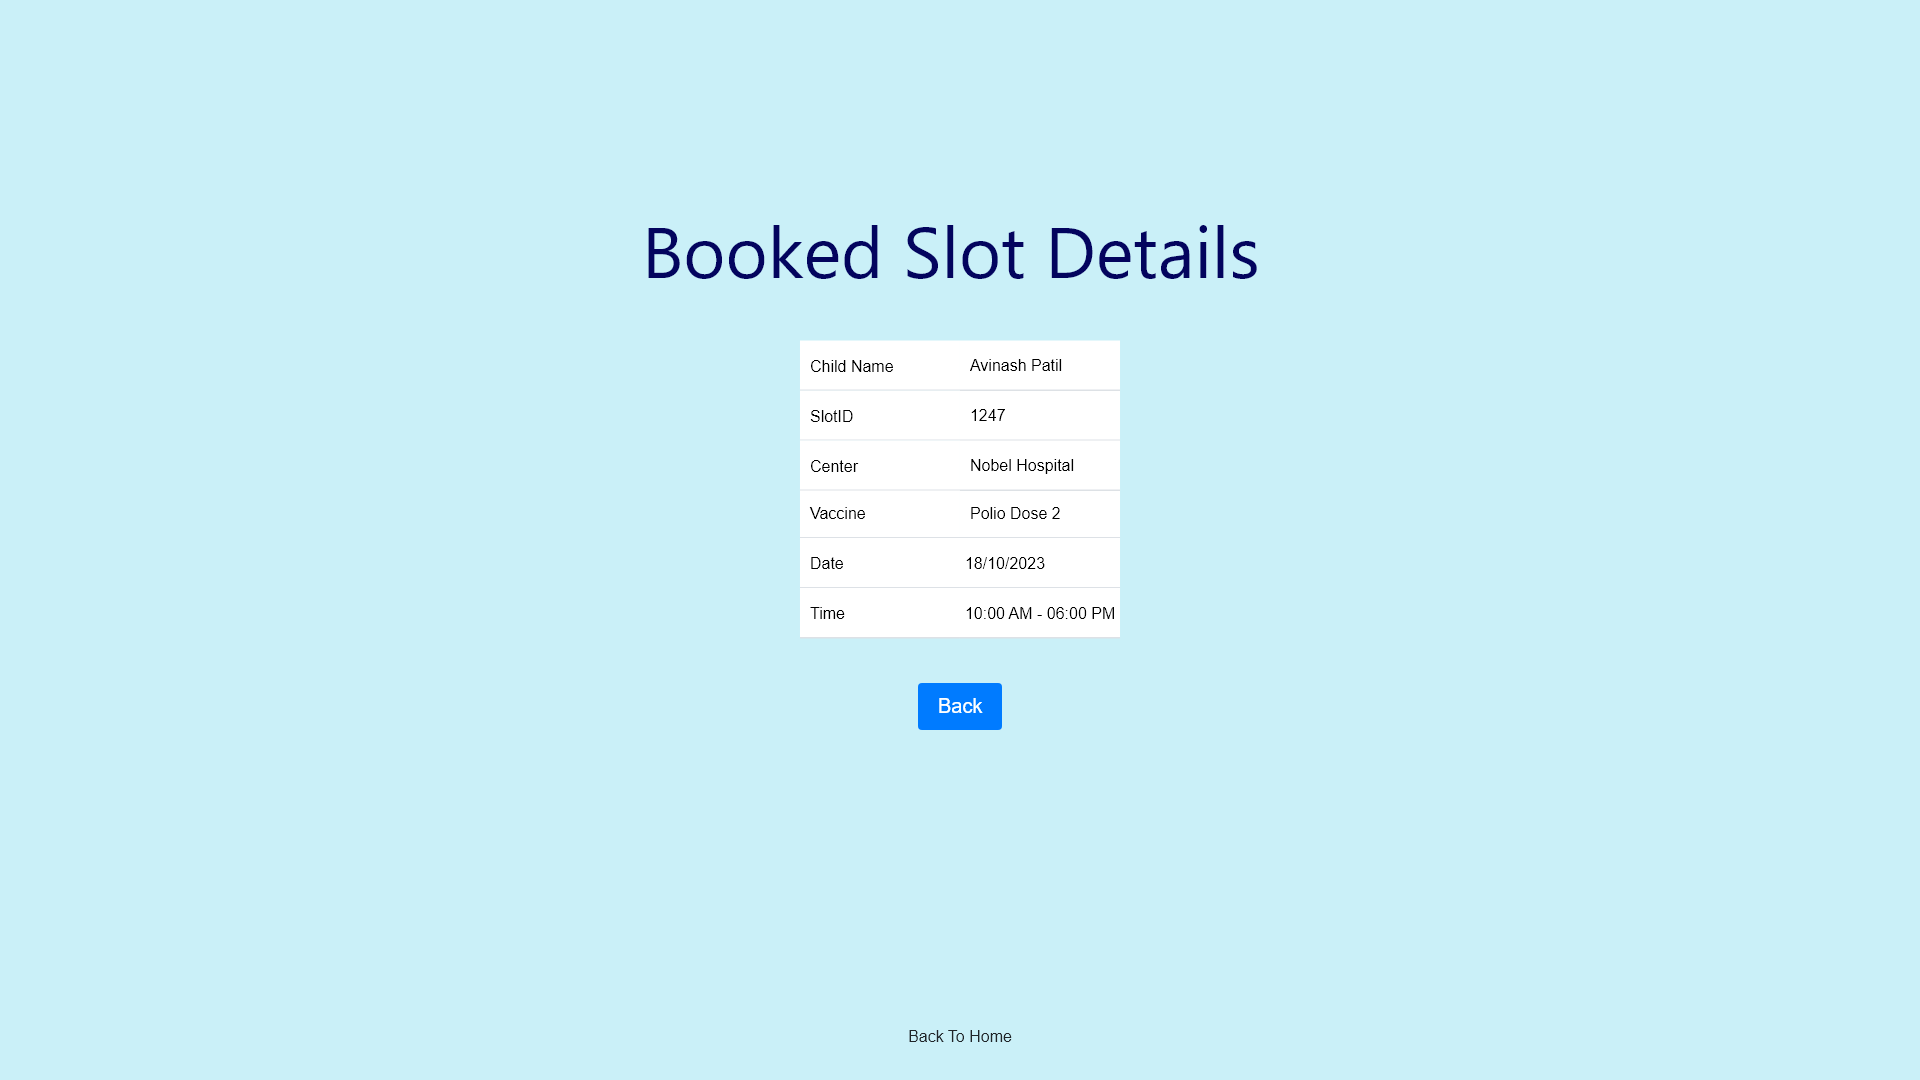 Booked Slot Details
Child Name Avinash Patil
SlotID 1247
Center Nobel Hospital
Vaccine Polio Dose 2
Date 18/10/2023
Time 10:00 AM - 06:00 PM
Back
Back To Home